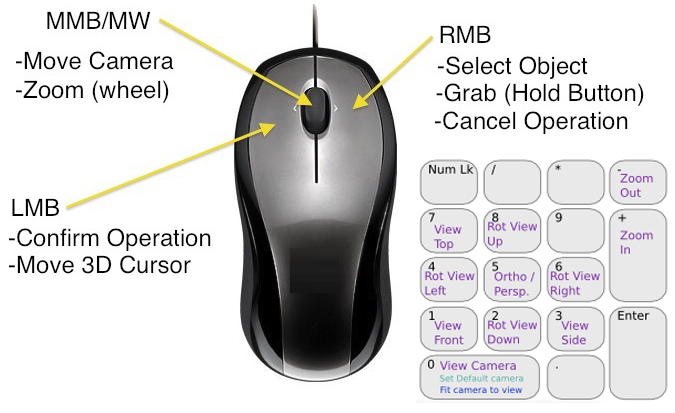 MMB/MW
-Move Camera
-Zoom (wheel)
RMB
-Select Object
-Grab (Hold Button)
-Cancel Operation
LMB
-Confirm Operation
-Move 3D Cursor
Num Lk
/
*
-
Zoom
Out
7
View
Top
8
Rot View
Up
9
+
Zoom
In
4
Rot View
Left
5
Ortho /
Persp.
6
Rot View
Right
1
View
Front
2
Rot View
Down
3
View
Side
Enter
0 View Camera
Set Default camera
Fit camera to view
.